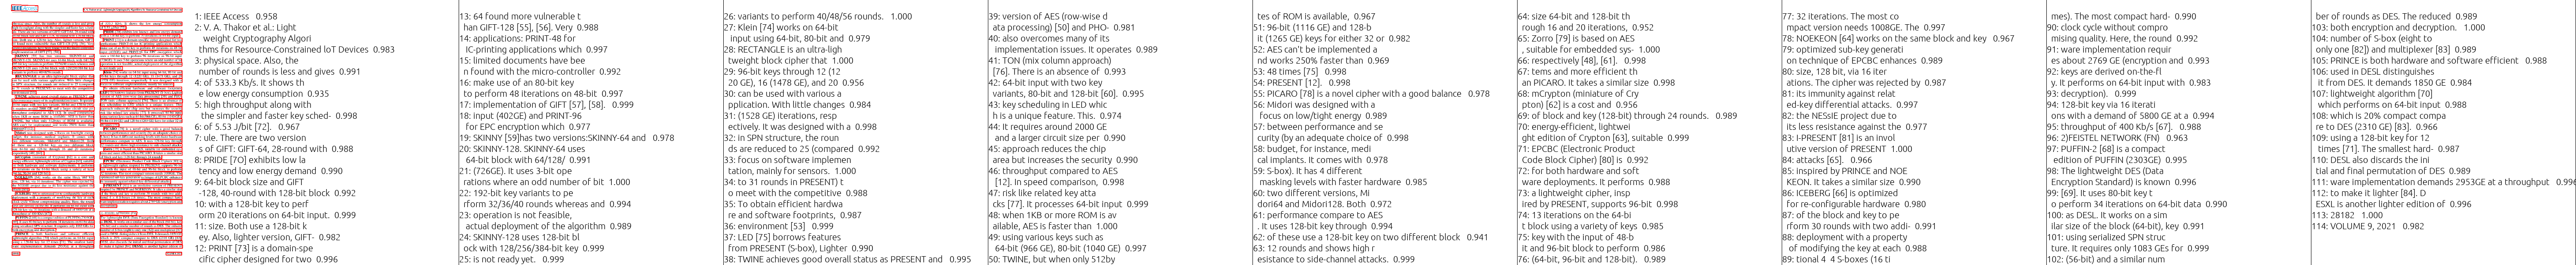 1: IEEE Access 0.958
2: V. A. Thakor et al.: Light
weight Cryptography Algori
thms for Resource-Constrained IoT Devices 0.983
3: physical space. Also, the
number of rounds is less and gives 0.991
4: of 533.3 Kb/s. It shows th
e low energy consumption 0.935
5: high throughput along with
the simpler and faster key sched- 0.998
6: of 5.53 J/bit [72]. 0.967
7: ule. There are two version
s of GIFT: GIFT-64, 28-round with 0.988
8: PRIDE [7O] exhibits low la
tency and low energy demand 0.990
9: 64-bit block size and GIFT
-128, 40-round with 128-bit block 0.992
10: with a 128-bit key to perf
orm 20 iterations on 64-bit input. 0.999
11: size. Both use a 128-bit k
ey. Also, lighter version, GIFT- 0.982
12: PRINT [73] is a domain-spe
cific cipher designed for two 0.996
13: 64 found more vulnerable t
han GIFT-128 [55], [56]. Very 0.988
14: applications: PRINT-48 for
IC-printing applications which 0.997
15: limited documents have bee
n found with the microcontroller 0.992
16: make use of an 80-bit key
to perform 48 iterations on 48-bit 0.997
17: implementation of GIFT [57], [58]. 0.999
18: input (402GE) and PRINT-96
for EPC encryption which 0.977
19: SKINNY [59]has two versions:SKINNY-64 and 0.978
20: SKINNY-128. SKINNY-64 uses
64-bit block with 64/128/ 0.991
21: (726GE). It uses 3-bit ope
rations where an odd number of bit 1.000
22: 192-bit key variants to pe
rform 32/36/40 rounds whereas and 0.994
23: operation is not feasible,
actual deployment of the algorithm 0.989
24: SKINNY-128 uses 128-bit bl
ock with 128/256/384-bit key 0.999
25: is not ready yet. 0.999
26: variants to perform 40/48/56 rounds. 1.000
27: Klein [74] works on 64-bit
input using 64-bit, 80-bit and 0.979
28: RECTANGLE is an ultra-ligh
tweight block cipher that 1.000
29: 96-bit keys through 12 (12
20 GE), 16 (1478 GE), and 20 0.956
30: can be used with various a
pplication. With little changes 0.984
31: (1528 GE) iterations, resp
ectively. It was designed with a 0.998
32: in SPN structure, the roun
ds are reduced to 25 (compared 0.992
33: focus on software implemen
tation, mainly for sensors. 1.000
34: to 31 rounds in PRESENT) t
o meet with the competitive 0.988
35: To obtain efficient hardwa
re and software footprints, 0.987
36: environment [53] 0.999
37: LED [75] borrows features
from PRESENT (S-box), Lighter 0.990
38: TWINE achieves good overall status as PRESENT and 0.995
39: version of AES (row-wise d
ata processing) [50] and PHO- 0.981
40: also overcomes many of its
implementation issues. It operates 0.989
41: TON (mix column approach)
[76]. There is an absence of 0.993
42: 64-bit input with two key
variants, 80-bit and 128-bit [60]. 0.995
43: key scheduling in LED whic
h is a unique feature. This 0.974
44: It requires around 2000 GE
and a larger circuit size per 0.990
45: approach reduces the chip
area but increases the security 0.990
46: throughput compared to AES
[12]. In speed comparison, 0.998
47: risk like related key atta
cks [77]. It processes 64-bit input 0.999
48: when 1KB or more ROM is av
ailable, AES is faster than 1.000
49: using various keys such as
64-bit (966 GE), 80-bit (1040 GE) 0.997
50: TWINE, but when only 512by
tes of ROM is available, 0.967
51: 96-bit (1116 GE) and 128-b
it (1265 GE) keys for either 32 or 0.982
52: AES can't be implemented a
nd works 250% faster than 0.969
53: 48 times [75]. 0.998
54: PRESENT [12]. 0.998
55: PICARO [78] is a novel cipher with a good balance 0.978
56: Midori was designed with a
focus on low/tight energy 0.989
57: between performance and se
curity (by an adequate choice of 0.998
58: budget, for instance, medi
cal implants. It comes with 0.978
59: S-box). It has 4 different
masking levels with faster hardware 0.985
60: two different versions, Mi
dori64 and Midori128. Both 0.972
61: performance compare to AES
. It uses 128-bit key through 0.994
62: of these use a 128-bit key on two different block 0.941
63: 12 rounds and shows high r
esistance to side-channel attacks. 0.999
64: size 64-bit and 128-bit th
rough 16 and 20 iterations, 0.952
65: Zorro [79] is based on AES
, suitable for embedded sys- 1.000
66: respectively [48], [61]. 0.998
67: tems and more efficient th
an PICARO. It takes similar size 0.998
68: mCrypton (miniature of Cry
pton) [62] is a cost and 0.956
69: of block and key (128-bit) through 24 rounds. 0.989
70: energy-efficient, lightwei
ght edition of Crypton [63], suitable 0.999
71: EPCBC (Electronic Product
Code Block Cipher) [80] is 0.992
72: for both hardware and soft
ware deployments. It performs 0.988
73: a lightweight cipher, insp
ired by PRESENT, supports 96-bit 0.998
74: 13 iterations on the 64-bi
t block using a variety of keys 0.985
75: key with the input of 48-b
it and 96-bit block to perform 0.986
76: (64-bit, 96-bit and 128-bit). 0.989
77: 32 iterations. The most co
mpact version needs 1008GE. The 0.997
78: NOEKEON [64] works on the same block and key 0.967
79: optimized sub-key generati
on technique of EPCBC enhances 0.989
80: size, 128 bit, via 16 iter
ations. The cipher was rejected by 0.987
81: its immunity against relat
ed-key differential attacks. 0.997
82: the NESsIE project due to
its less resistance against the 0.977
83: I-PRESENT [81] is an invol
utive version of PRESENT 1.000
84: attacks [65]. 0.966
85: inspired by PRINCE and NOE
KEON. It takes a similar size 0.990
86: ICEBERG [66] is optimized
for re-configurable hardware 0.980
87: of the block and key to pe
rform 30 rounds with two addi- 0.991
88: deployment with a property
of modifying the key at each 0.988
89: tional 4 4 S-boxes (16 ti
mes). The most compact hard- 0.990
90: clock cycle without compro
mising quality. Here, the round 0.992
91: ware implementation requir
es about 2769 GE (encryption and 0.993
92: keys are derived on-the-fl
y. It performs on 64-bit input with 0.983
93: decryption). 0.999
94: 128-bit key via 16 iterati
ons with a demand of 5800 GE at a 0.994
95: throughput of 400 Kb/s [67]. 0.988
96: 2)FEISTEL NETWORK (FN) 0.963
97: PUFFIN-2 [68] is a compact
edition of PUFFIN (2303GE) 0.995
98: The lightweight DES (Data
Encryption Standard) is known 0.996
99: [69]. It uses 80-bit key t
o perform 34 iterations on 64-bit data 0.990
100: as DESL. It works on a sim
ilar size of the block (64-bit), key 0.991
101: using serialized SPN struc
ture. It requires only 1083 GEs for 0.999
102: (56-bit) and a similar num
ber of rounds as DES. The reduced 0.989
103: both encryption and decryption. 1.000
104: number of S-box (eight to
only one [82]) and multiplexer [83] 0.989
105: PRINCE is both hardware and software efficient 0.988
106: used in DESL distinguishes
it from DES. It demands 1850 GE 0.984
107: lightweight algorithm [70]
which performs on 64-bit input 0.988
108: which is 20% compact compa
re to DES (2310 GE) [83]. 0.966
109: using a 128-bit key for 12
times [71]. The smallest hard- 0.987
110: DESL also discards the ini
tial and final permutation of DES 0.989
111: ware implementation demands 2953GE at a throughput 0.996
112: to make it lighter [84]. D
ESXL is another lighter edition of 0.996
113: 28182 1.000
114: VOLUME 9, 2021 0.982